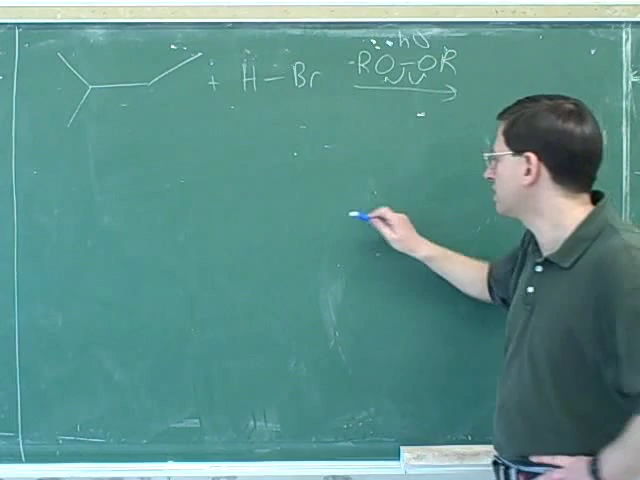 hν
+ H — Br RO — OR